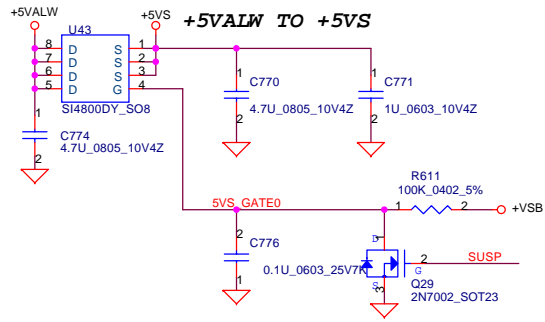 +5VALW
+5VS
+5VALW TO +5VS
U43
8 D S 1
7 D S 2
6 D S 3
5 D G 4
SI4800DY_SO8
1
C774
4.7U_0805_10V4Z
2
1
C770
4.7U_0805_10V4Z
2
1
C771
1U_0603_10V4Z
2
R611
100K_0402_5%
5VS_GATE0
1 2
+VSB
2
C776
0.1U_0603_25V7K
1
D
1
2
G
SUSP
S
3
Q29
2N7002_SOT23